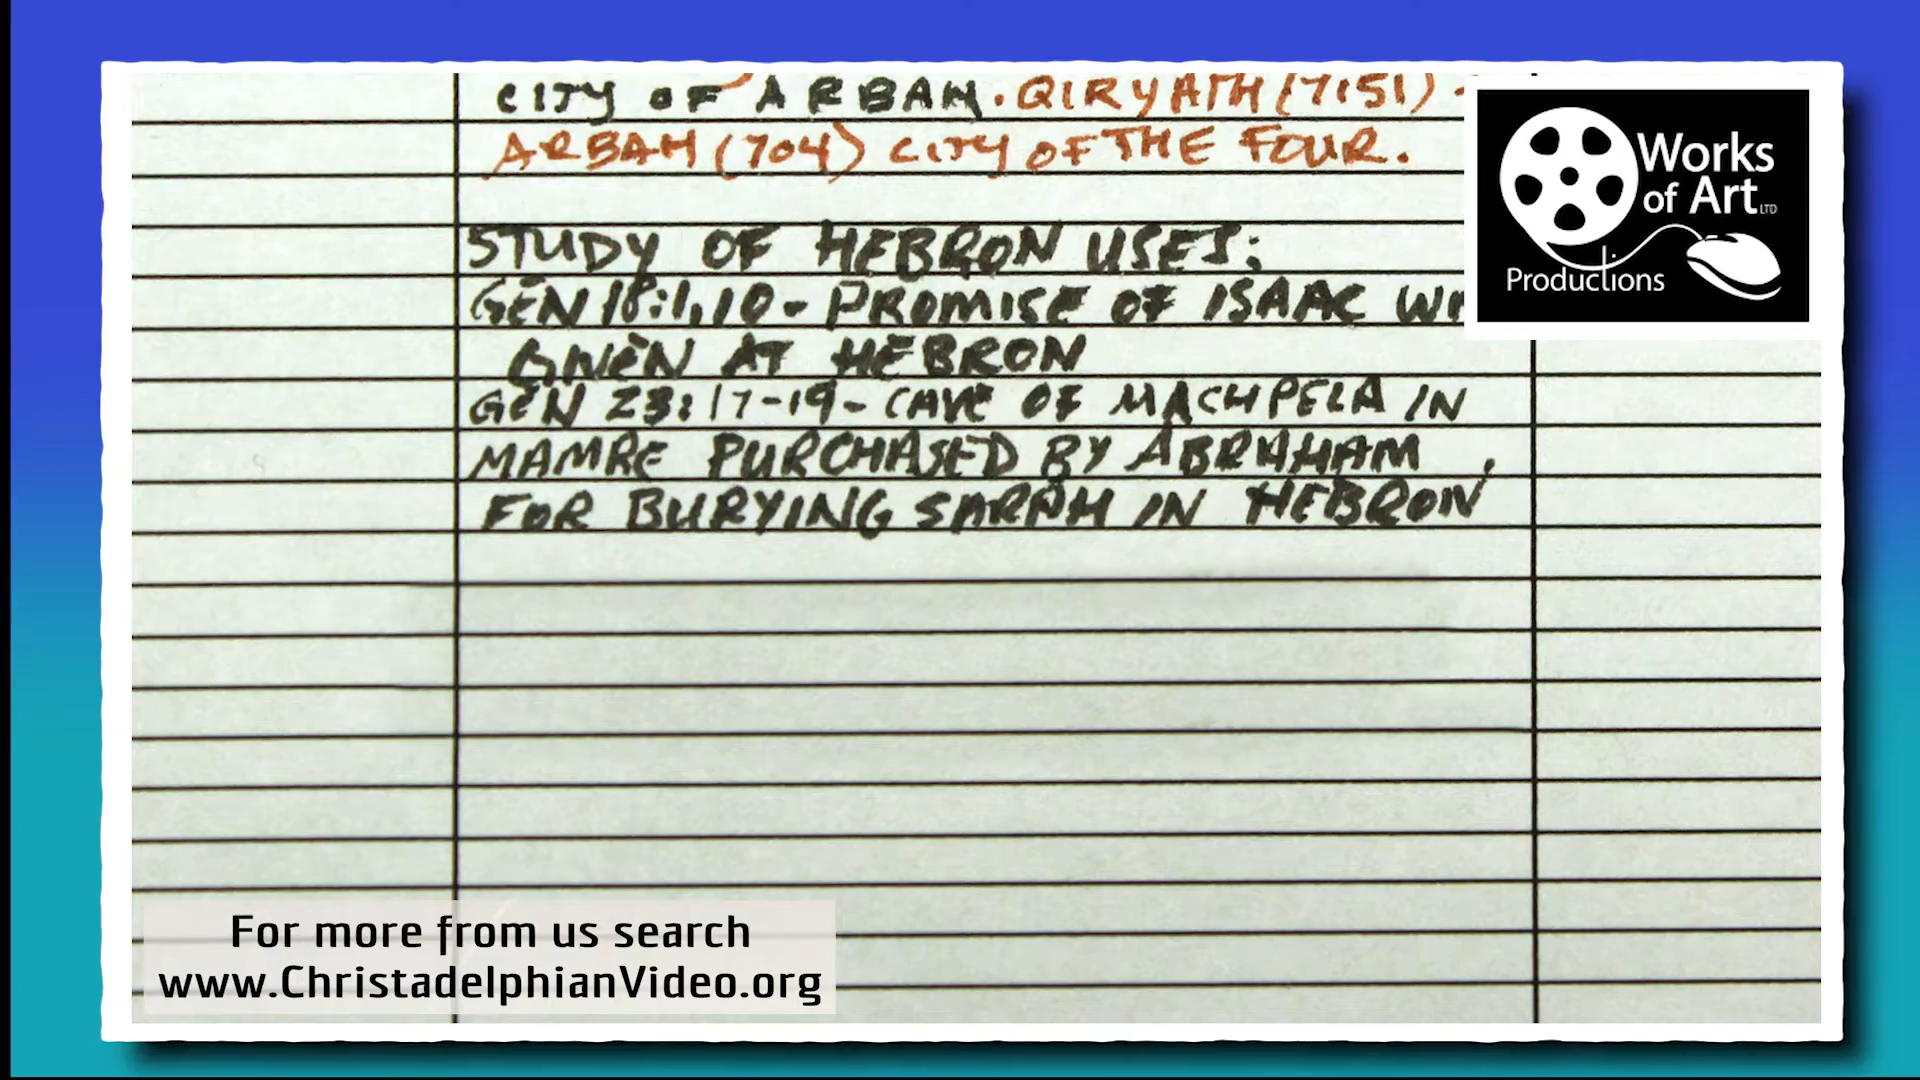 CITY OF ARBAH. QIRYATH (7151) -
ARBAH (704) CITY OF THE FOUR.
STUDY OF HEBRON USES:
GEN 18:1,10 - PROMISE OF ISAAC
GIVEN AT HEBRON
GEN 23:17-19 - CAVE OF MACHPELA IN
MAMRE PURCHASED BY ABRAHAM
FOR BURYING SARAH IN HEBRON
Works
of Art LTD
Productions
For more from us search
www.ChristadelphianVideo.org